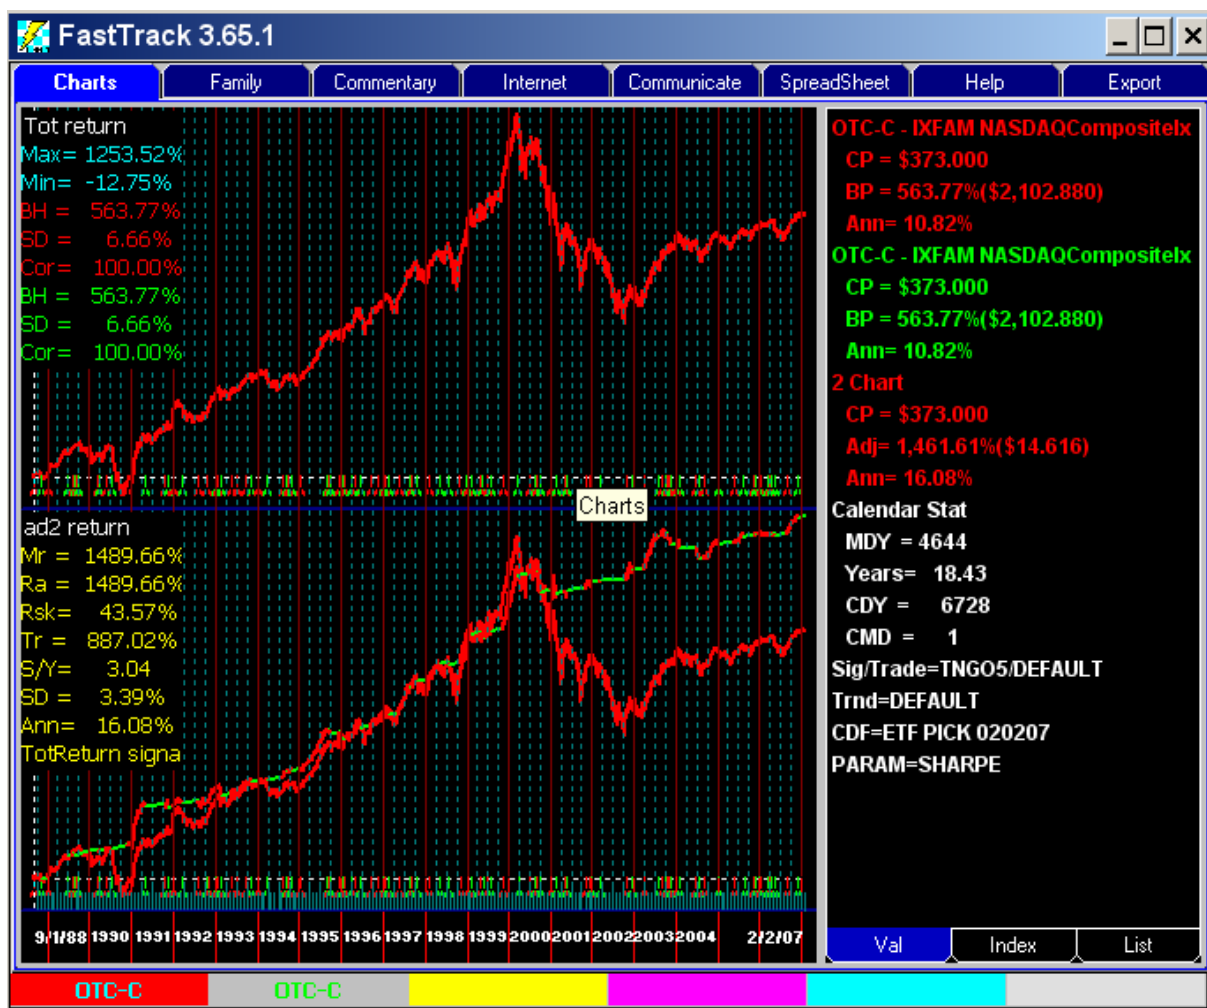 FastTrack 3.65.1
Charts Family Commentary Internet Communicate SpreadSheet Help Export
Tot return
Max= 1253.52%
Min= -12.75%
BH = 563.77%
SD = 6.66%
Cor= 100.00%
BH = 563.77%
SD = 6.66%
Cor= 100.00%
Charts
ad2 return
Mr = 1489.66%
Ra = 1489.66%
Rsk= 43.57%
Tr = 887.02%
S/Y= 3.04
SD = 3.39%
Ann= 16.08%
TotReturn signa
9/1/88 1990 1991 1992 1993 1994 1995 1996 1997 1998 1999 2000 2001 2002 2003 2004 2/2/07
OTC-C - IXFAM NASDAQCompositeIx
CP = $373.000
BP = 563.77%($2,102.880)
Ann= 10.82%
OTC-C - IXFAM NASDAQCompositeIx
CP = $373.000
BP = 563.77%($2,102.880)
Ann= 10.82%
2 Chart
CP = $373.000
Adj= 1,461.61%($14.616)
Ann= 16.08%
Calendar Stat
MDY = 4644
Years= 18.43
CDY = 6728
CMD = 1
Sig/Trade=TNGO5/DEFAULT
Trnd=DEFAULT
CDF=ETF PICK 020207
PARAM=SHARPE
Val Index List
OTC-C OTC-C